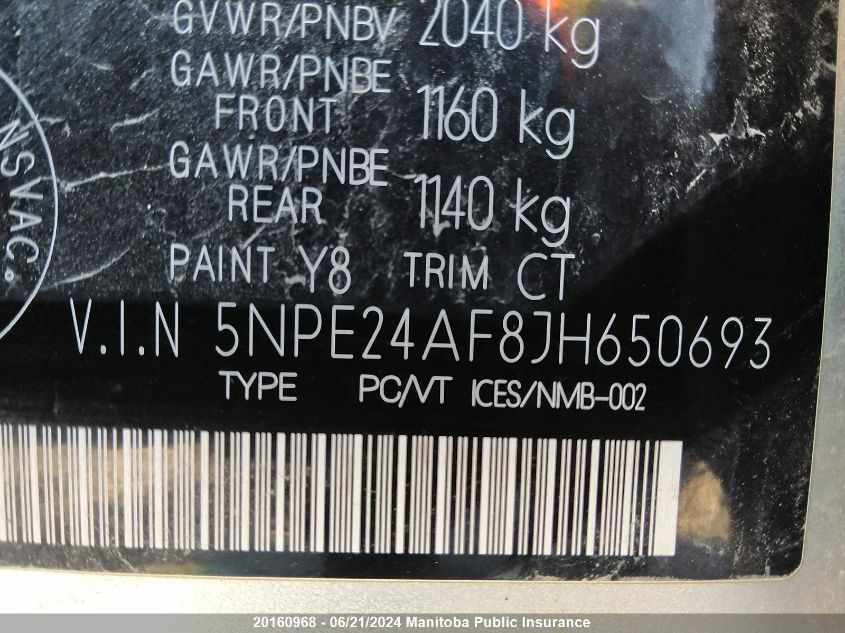 GVWR/PNBV 2040 kg
GAWR/PNBE
FRONT 1160 kg
GAWR/PNBE
REAR 1140 kg
NSVAC.
PAINT Y8 TRIM CT
V.I.N 5NPE24AF8JH650693
TYPE PC/VT ICES/NMB-002
20160968 - 06/21/2024 Manitoba Public Insurance